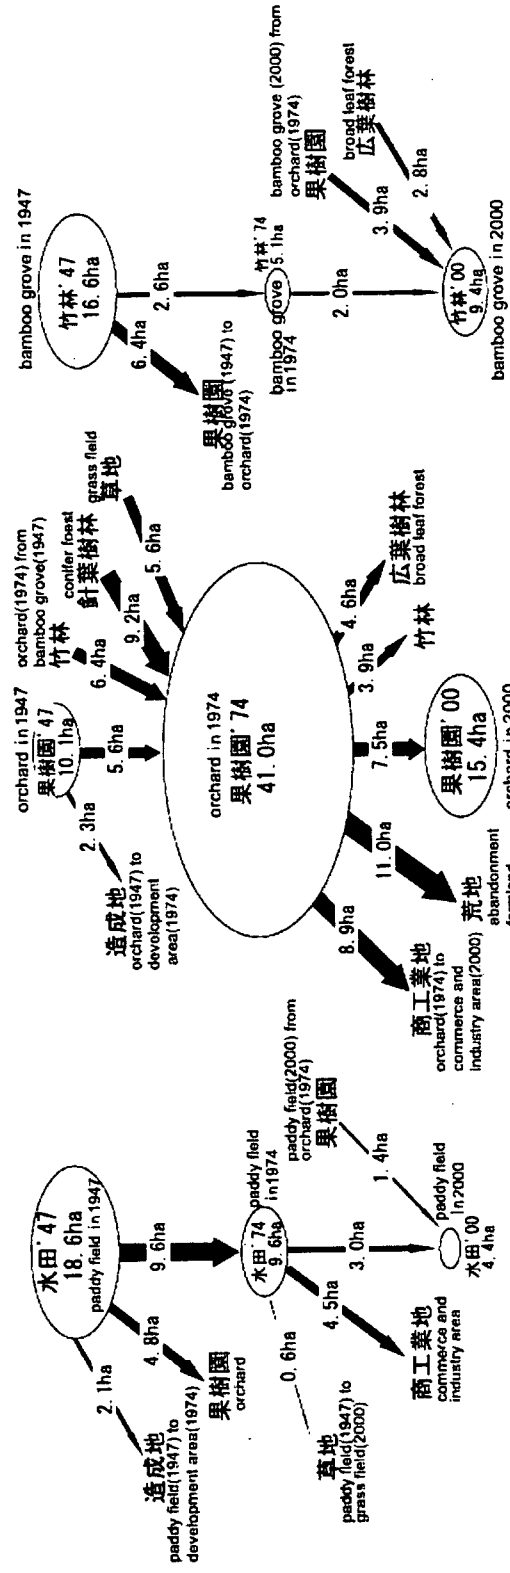 水田'47
18.6ha
paddy field in 1947
2.1ha
4.8ha
9.6ha
造成地
paddy field(1947) to
development area(1974)
果樹園
orchard
paddy field
in1974
水田'74
9.6ha
paddy field(2000) from
orchard(1974)
果樹園
0.6ha
4.5ha
3.0ha
1.4ha
草地
paddy field(1947) to
grass field(2000)
商工業地
commerce and
industry area
paddy field
in2000
水田'00
4.4ha
orchard in 1947
果樹園'47
10.1ha
orchard(1974) from
bamboo grove(1947)
竹林
conifer foest
針葉樹林
grass field
草地
2.3ha
5.6ha
6.4ha
9.2ha
5.6ha
造成地
orchard(1947) to
development
area(1974)
orchard in 1974
果樹園'74
41.0ha
8.9ha
11.0ha
7.5ha
3.9ha
4.6ha
商工業地
orchard(1974) to
commerce and
industry area(2000)
荒地
abandonment
果樹園'00
15.4ha
orchard in 2000
竹林
広葉樹林
broad leaf forest
bamboo grove in 1947
竹林'47
16.6ha
6.4ha
2.6ha
果樹園
bamboo grove(1947) to
orchard(1974)
竹林'74
5.1ha
bamboo grove
in1974
bamboo grove (2000) from
orchard(1974)
果樹園
broad leaf forest
広葉樹林
2.0ha
3.9ha
2.8ha
竹林'00
9.4ha
bamboo grove in 2000